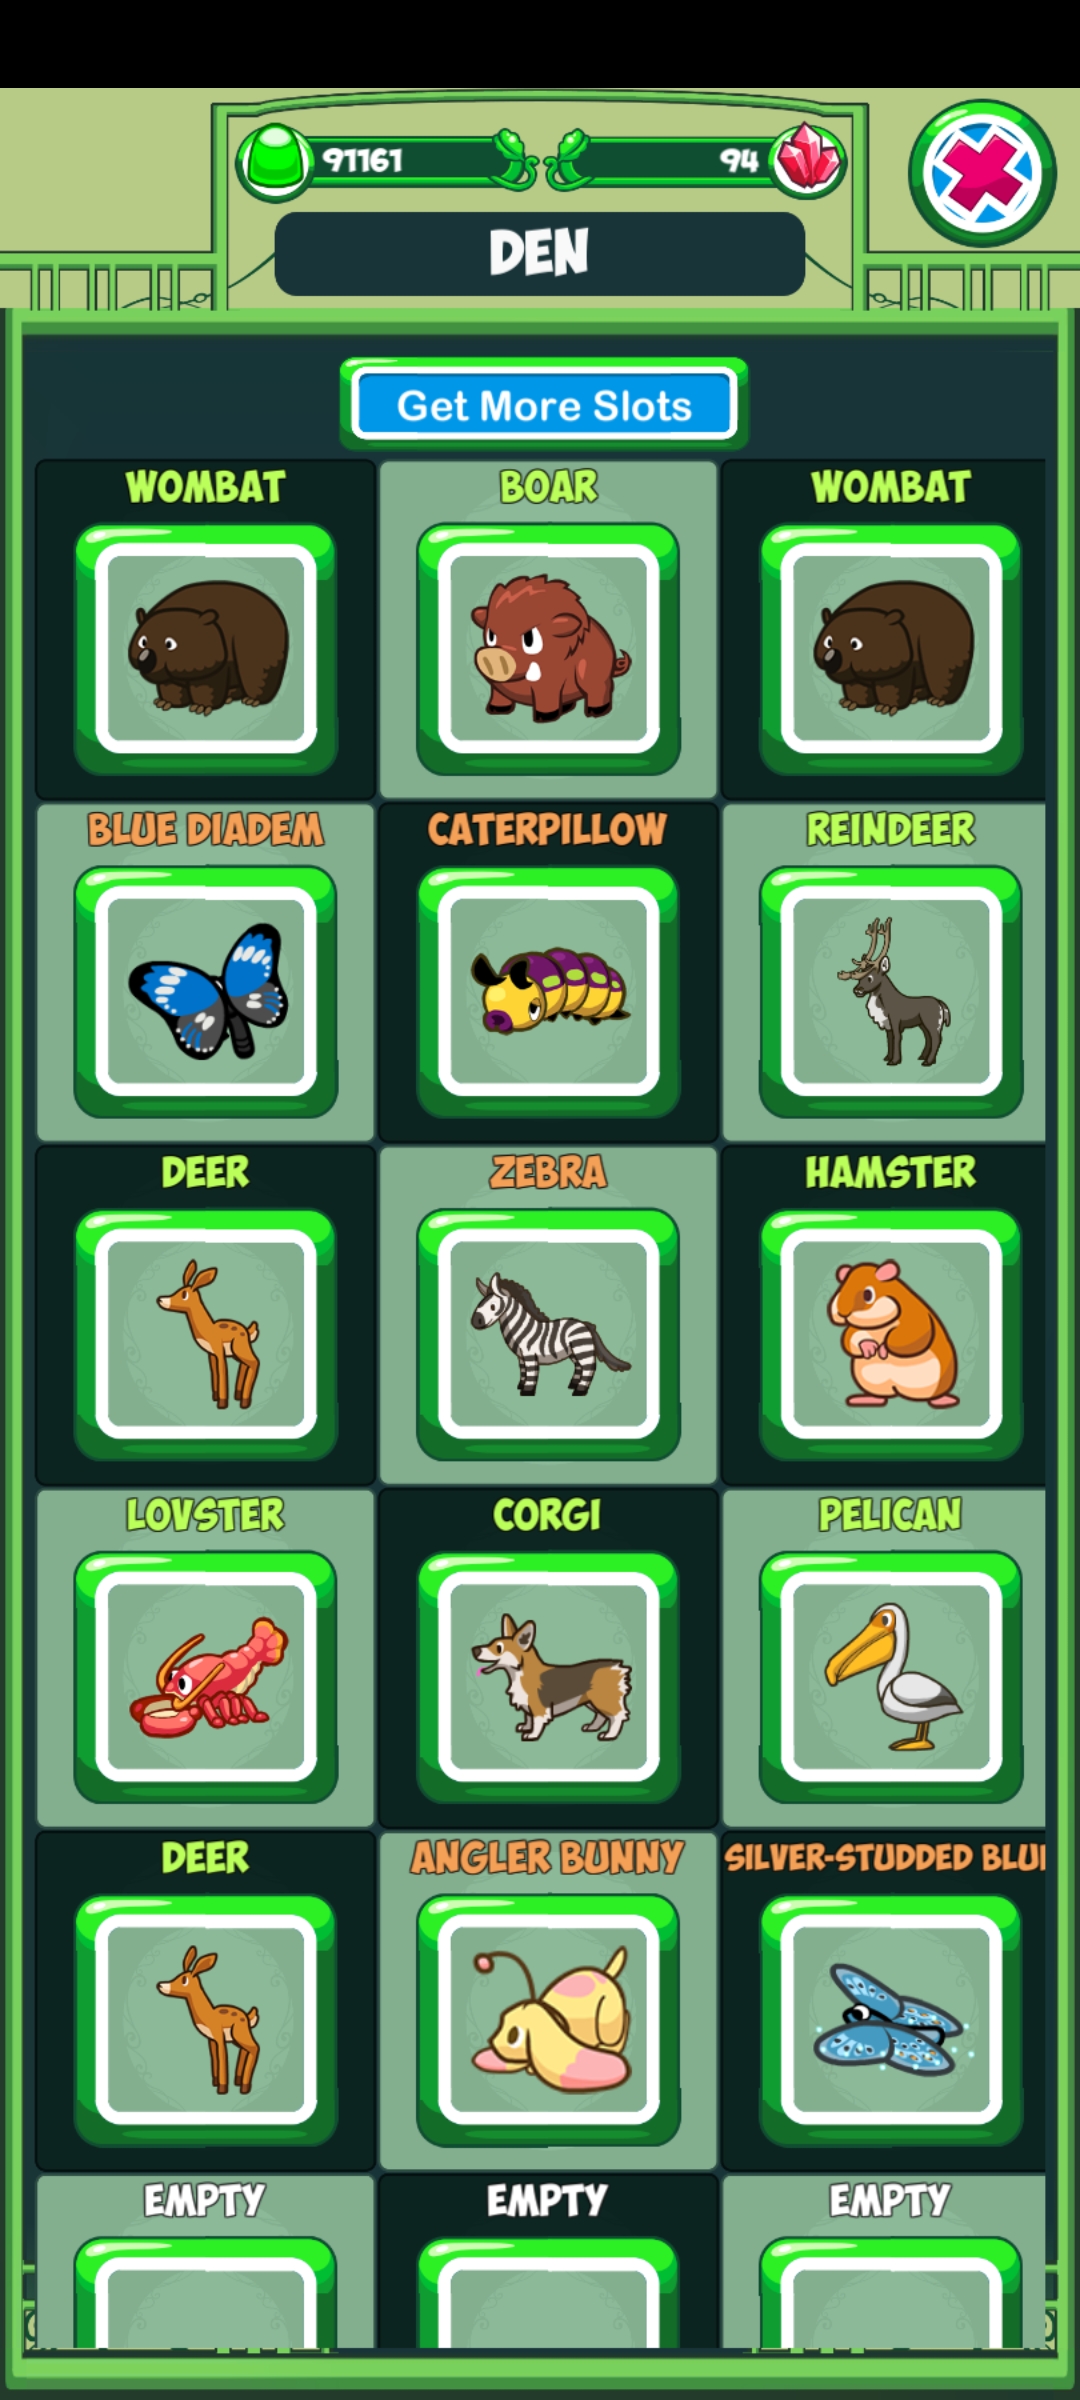 91161 94
DEN
Get More Slots
WOMBAT BOAR WOMBAT
BLUE DIADEM CATERPILLOW REINDEER
DEER ZEBRA HAMSTER
LOVSTER CORGI PELICAN
DEER ANGLER BUNNY SILVER-STUDDED BLU
EMPTY EMPTY EMPTY